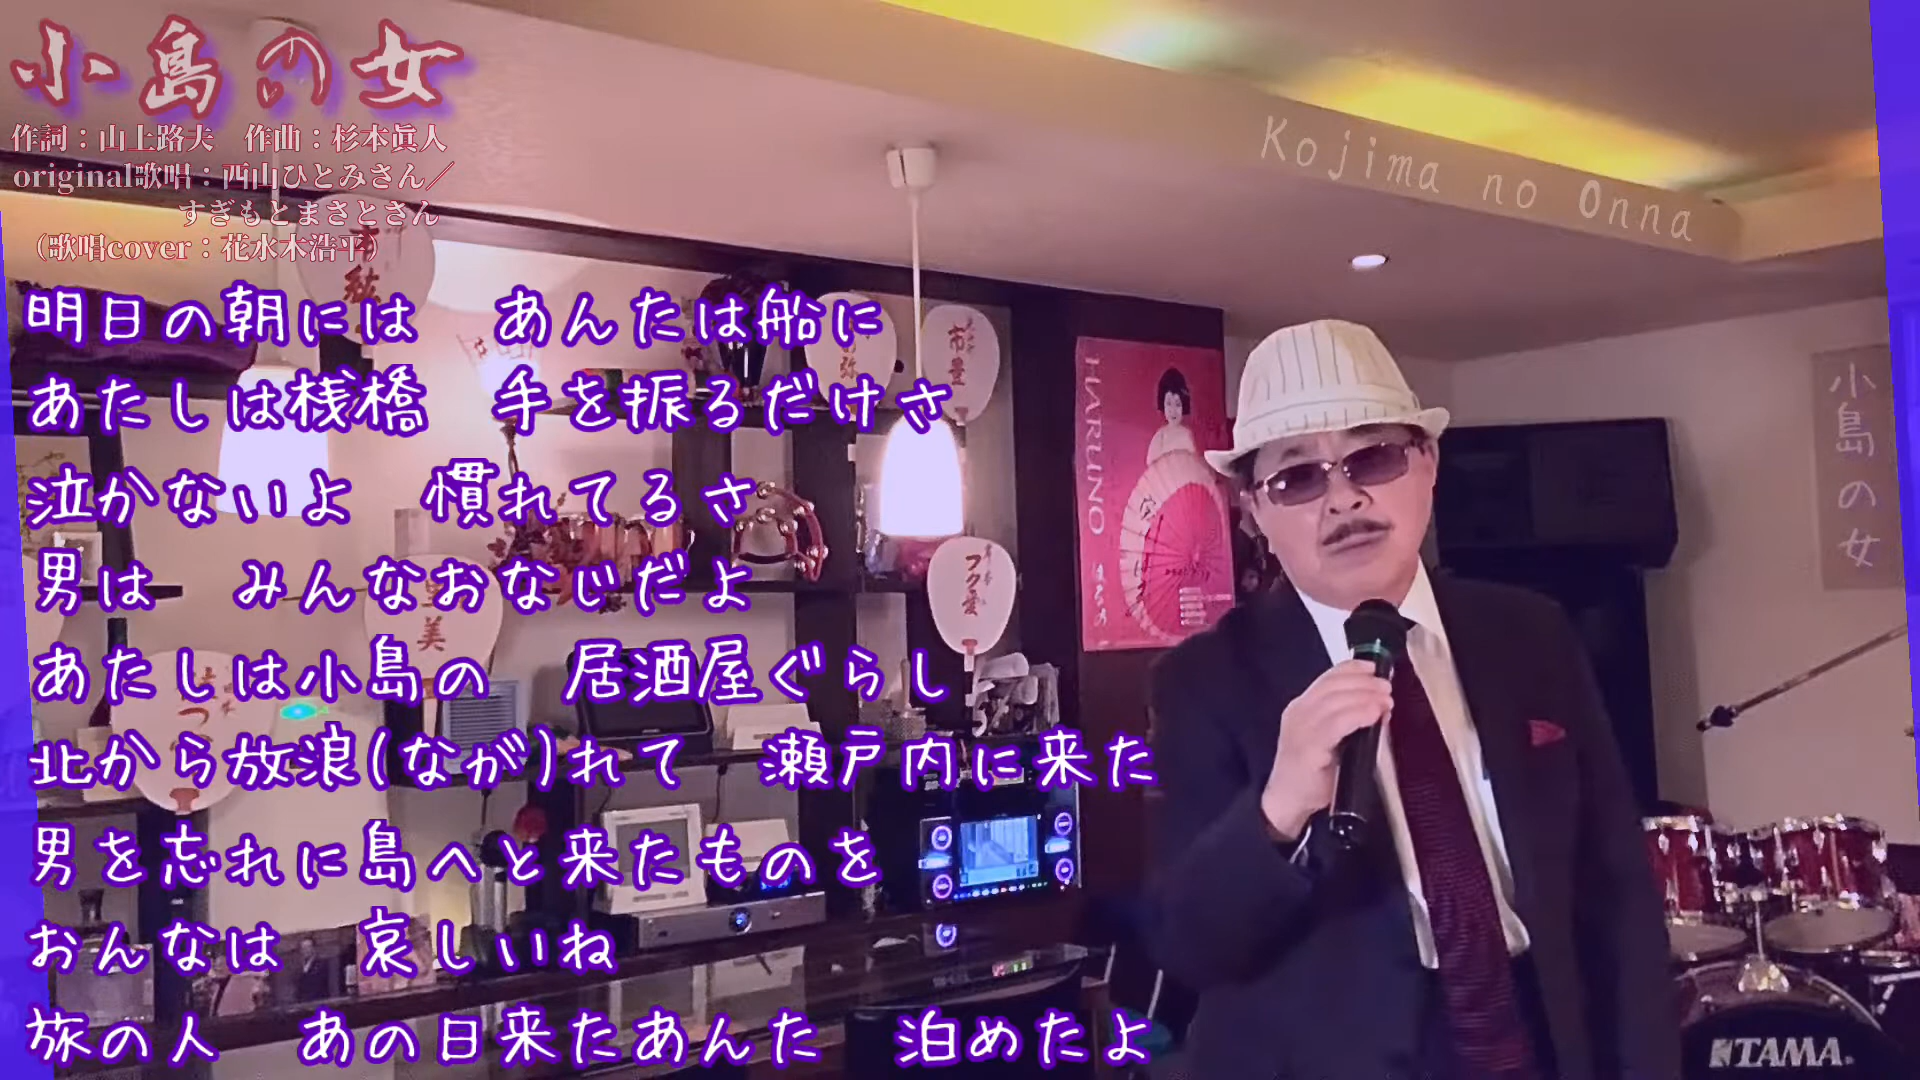 小島の女
作詞：山上路夫　作曲：杉本眞人
original歌唱：西山ひとみさん／
すぎもとまさとさん
（歌唱cover：花水木浩平）
Kojima no Onna
明日の朝には　あんたは船に
あたしは桟橋　手を振るだけさ
泣かないよ　慣れてるさ
男は　みんなおなじだよ
あたしは小島の　居酒屋ぐらし
北から放浪(なが)れて　瀬戸内に来た
男を忘れに島へと来たものを
おんなは　哀しいね
旅の人　あの日来たあんた　泊めたよ
小島の女
HARUNO
市豊
フク愛
里美
TAMA